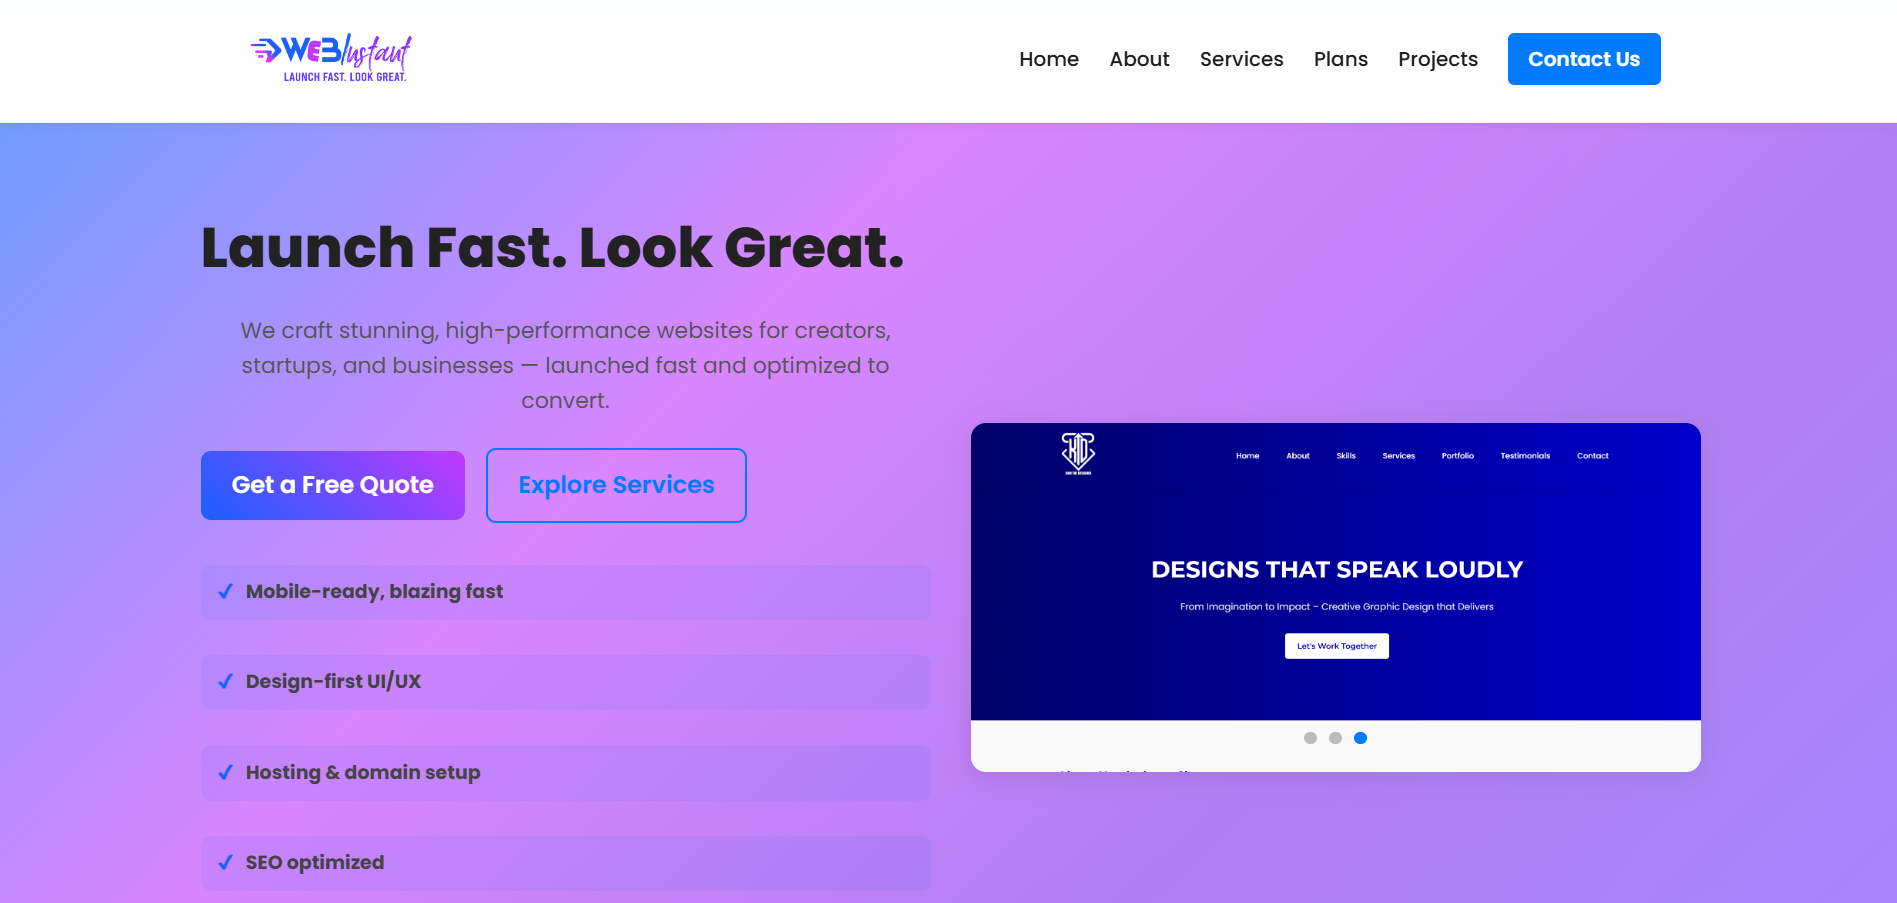 WEBInstant
LAUNCH FAST. LOOK GREAT.
Home
About
Services
Plans
Projects
Contact Us
Launch Fast. Look Great.
We craft stunning, high-performance websites for creators,
startups, and businesses — launched fast and optimized to
convert.
Get a Free Quote
Explore Services
✓ Mobile-ready, blazing fast
✓ Design-first UI/UX
✓ Hosting & domain setup
✓ SEO optimized
Home
About
Skills
Services
Portfolio
Testimonials
Contact
DESIGNS THAT SPEAK LOUDLY
From Imagination to Impact – Creative Graphic Design that Delivers
Let's Work Together